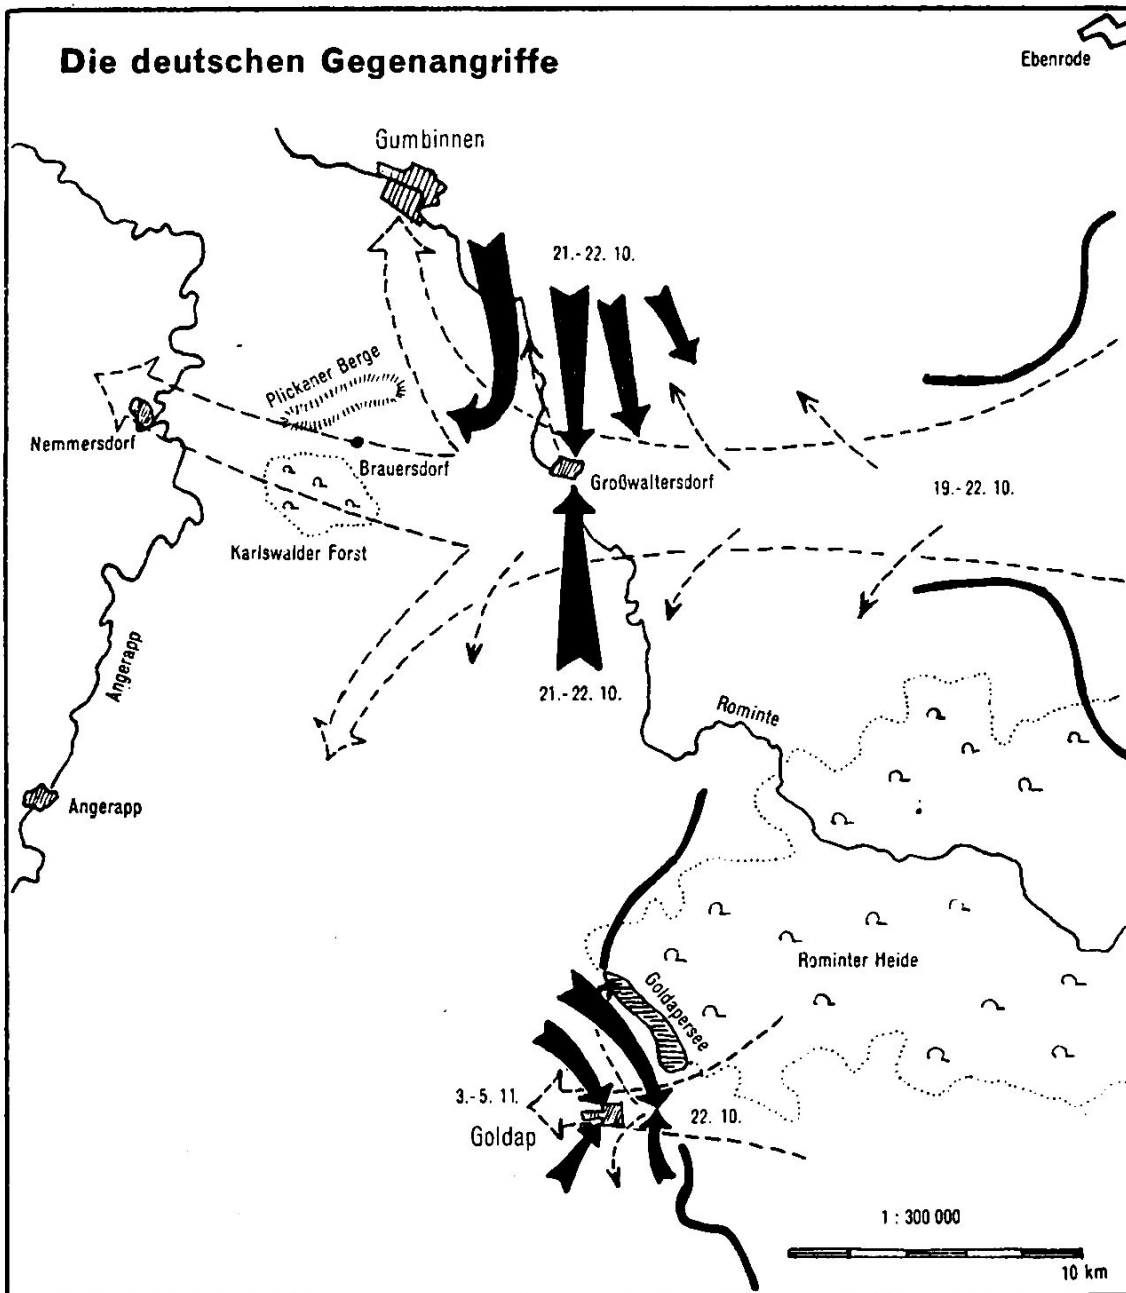 Die deutschen Gegenangriffe
Ebenrode
Gumbinnen
21.-22. 10.
Plickaner Berge
Nemmersdorf
Brauersdorf
Großwaltersdorf
19.-22. 10.
Karlswalder Forst
Angerapp
21.-22. 10.
Rominte
Angerapp
Rominter Heide
Goldapersee
3.-5. 11.
22. 10.
Goldap
1 : 300 000
10 km